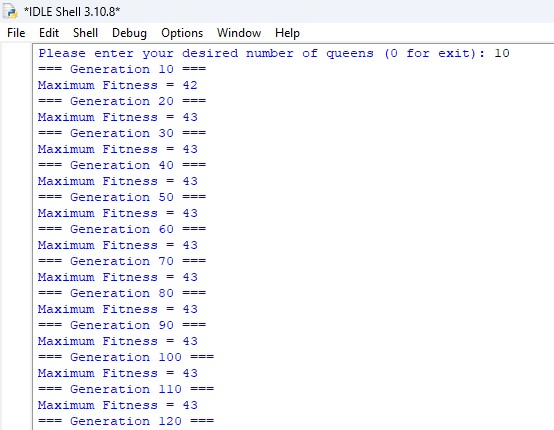 *IDLE Shell 3.10.8*
File Edit Shell Debug Options Window Help
Please enter your desired number of queens (0 for exit): 10
=== Generation 10 ===
Maximum Fitness = 42
=== Generation 20 ===
Maximum Fitness = 43
=== Generation 30 ===
Maximum Fitness = 43
=== Generation 40 ===
Maximum Fitness = 43
=== Generation 50 ===
Maximum Fitness = 43
=== Generation 60 ===
Maximum Fitness = 43
=== Generation 70 ===
Maximum Fitness = 43
=== Generation 80 ===
Maximum Fitness = 43
=== Generation 90 ===
Maximum Fitness = 43
=== Generation 100 ===
Maximum Fitness = 43
=== Generation 110 ===
Maximum Fitness = 43
=== Generation 120 ===